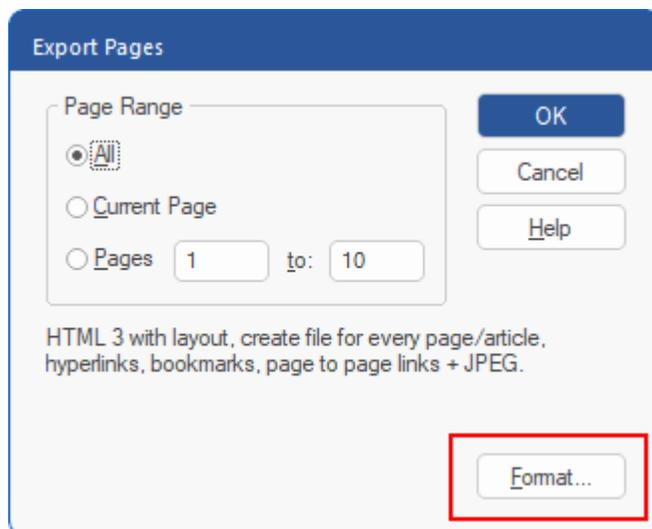 Export Pages
Page Range
OK
All
Cancel
Current Page
Help
Pages 1 to: 10
HTML 3 with layout, create file for every page/article,
hyperlinks, bookmarks, page to page links + JPEG.
Format...